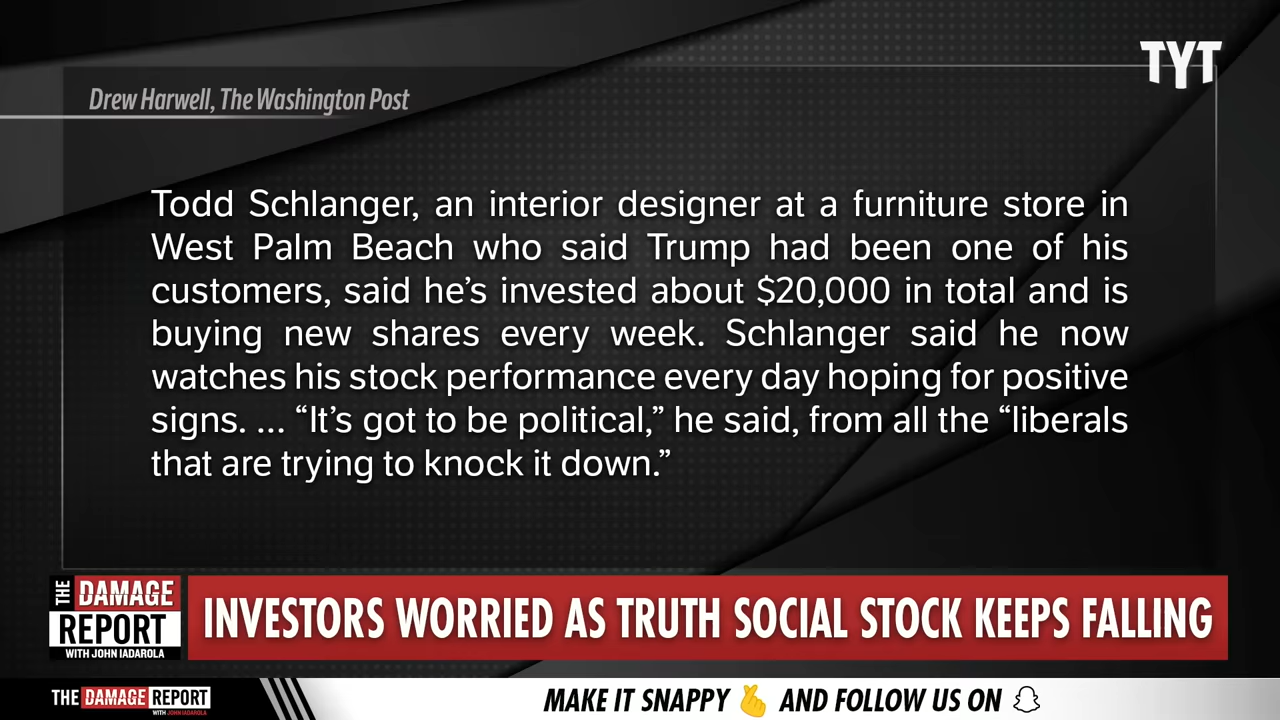 TYT
Drew Harwell, The Washington Post
Todd Schlanger, an interior designer at a furniture store in
West Palm Beach who said Trump had been one of his
customers, said he’s invested about $20,000 in total and is
buying new shares every week. Schlanger said he now
watches his stock performance every day hoping for positive
signs. ... “It’s got to be political,” he said, from all the “liberals
that are trying to knock it down.”
THE DAMAGE
REPORT
WITH JOHN IADAROLA
INVESTORS WORRIED AS TRUTH SOCIAL STOCK KEEPS FALLING
THE DAMAGE REPORT
WITH JOHN IADAROLA
MAKE IT SNAPPY 🫰 AND FOLLOW US ON